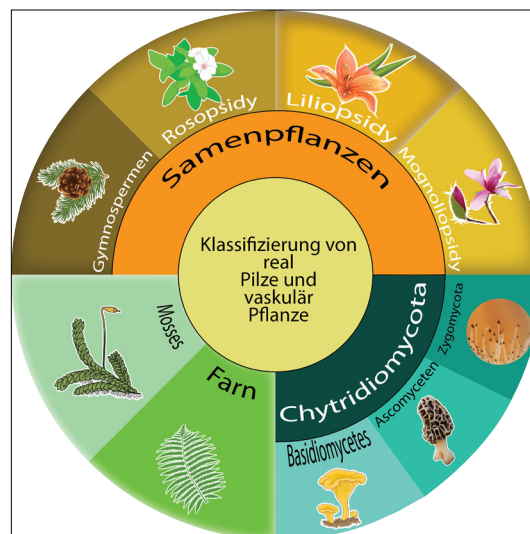 Klassifizierung von
real
Pilze und
vaskulär
Pflanze
Samenpflanzen
Gymnospermen
Rosopsidy
Liliopsidy
Mognoliopsidy
Chytridiomycota
Zygomycota
Ascomyceten
Basidiomycetes
Farn
Mosses